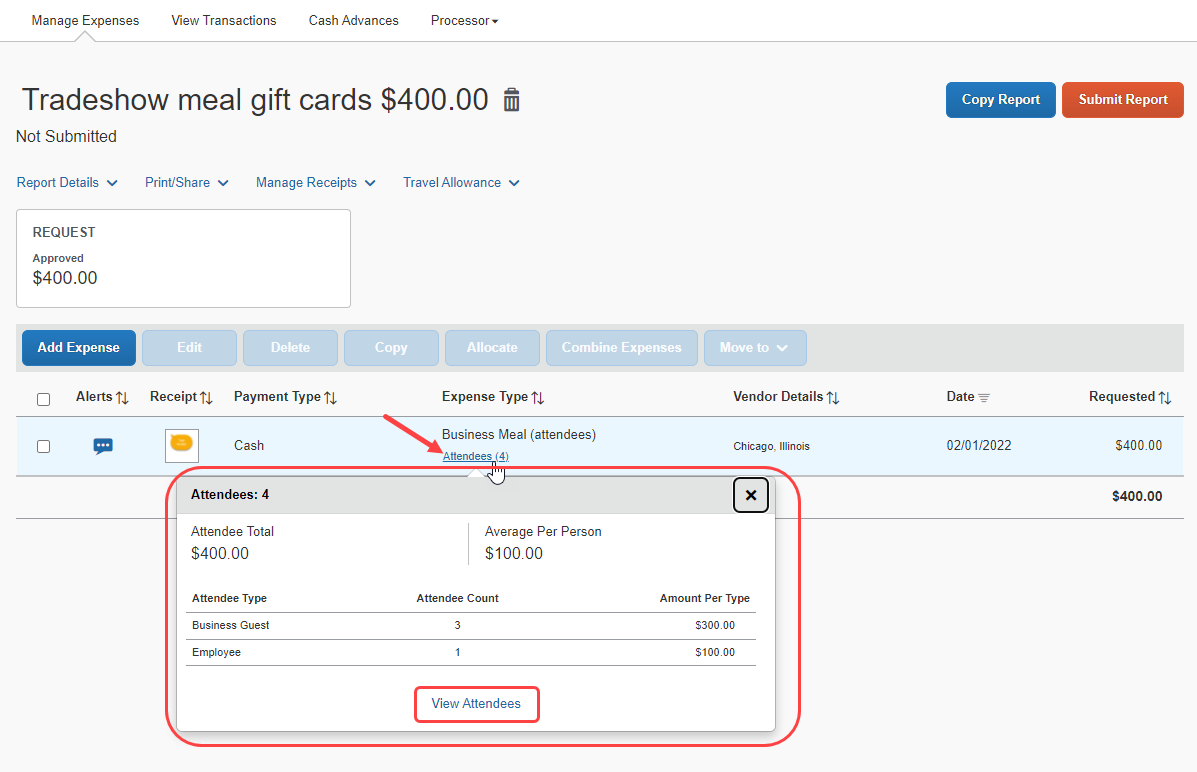 Manage Expenses View Transactions Cash Advances Processor
Tradeshow meal gift cards $400.00
Copy Report Submit Report
Not Submitted
Report Details Print/Share Manage Receipts Travel Allowance
REQUEST
Approved
$400.00
Add Expense Edit Delete Copy Allocate Combine Expenses Move to
Alerts Receipt Payment Type Expense Type Vendor Details Date Requested
Business Meal (attendees)
Cash Chicago, Illinois 02/01/2022 $400.00
Attendees (4)
$400.00
Attendees: 4
Attendee Total Average Per Person
$400.00 $100.00
Attendee Type Attendee Count Amount Per Type
Business Guest 3 $300.00
Employee 1 $100.00
View Attendees